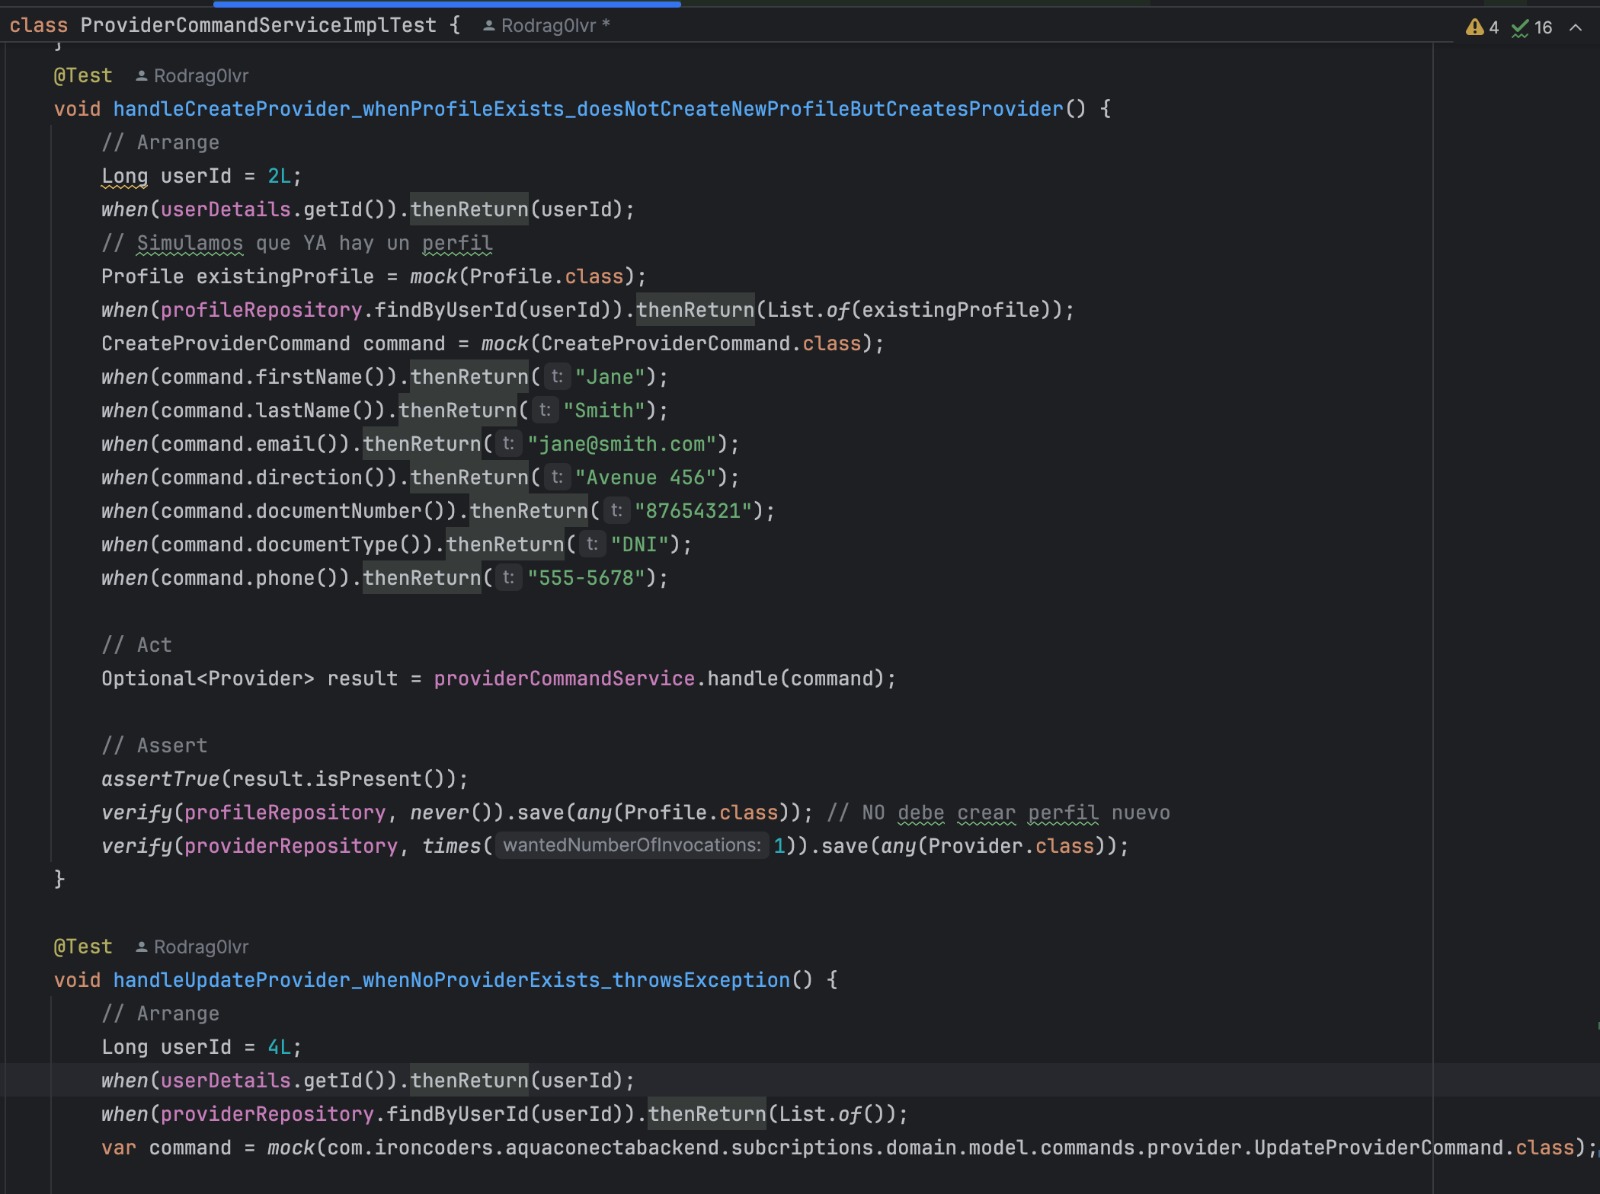 class ProviderCommandServiceImplTest { Rodrag0lvr *
4 16
}
@Test Rodrag0lvr
void handleCreateProvider_whenProfileExists_doesNotCreateNewProfileButCreatesProvider() {
// Arrange
Long userId = 2L;
when(userDetails.getId()).thenReturn(userId);
// Simulamos que YA hay un perfil
Profile existingProfile = mock(Profile.class);
when(profileRepository.findByUserId(userId)).thenReturn(List.of(existingProfile));
CreateProviderCommand command = mock(CreateProviderCommand.class);
when(command.firstName()).thenReturn( t: "Jane");
when(command.lastName()).thenReturn( t: "Smith");
when(command.email()).thenReturn( t: "jane@smith.com");
when(command.direction()).thenReturn( t: "Avenue 456");
when(command.documentNumber()).thenReturn( t: "87654321");
when(command.documentType()).thenReturn( t: "DNI");
when(command.phone()).thenReturn( t: "555-5678");
// Act
Optional<Provider> result = providerCommandService.handle(command);
// Assert
assertTrue(result.isPresent());
verify(profileRepository, never()).save(any(Profile.class)); // NO debe crear perfil nuevo
verify(providerRepository, times( wantedNumberOfInvocations: 1)).save(any(Provider.class));
}
@Test Rodrag0lvr
void handleUpdateProvider_whenNoProviderExists_throwsException() {
// Arrange
Long userId = 4L;
when(userDetails.getId()).thenReturn(userId);
when(providerRepository.findByUserId(userId)).thenReturn(List.of());
var command = mock(com.ironcoders.aquaconectabackend.subcriptions.domain.model.commands.provider.UpdateProviderCommand.class);